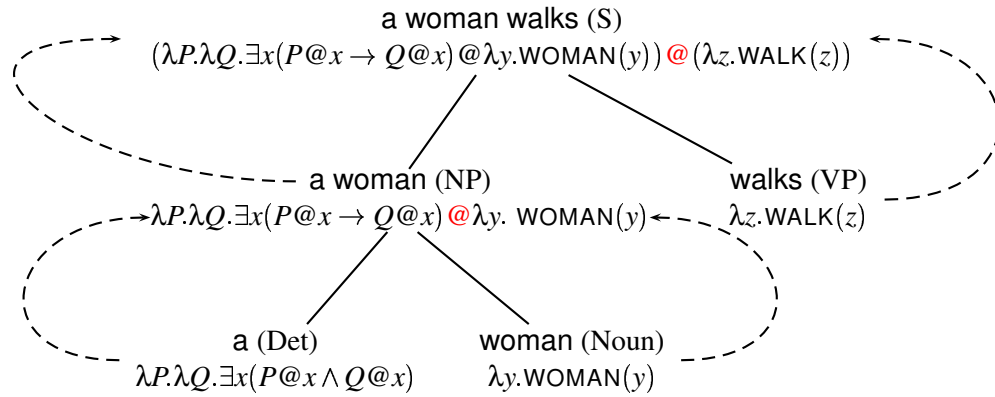 a woman walks (S)
(λP.λQ.∃x(P@x → Q@x)@λy.WOMAN(y))@(λz.WALK(z))
a woman (NP) walks (VP)
λP.λQ.∃x(P@x → Q@x)@λy. WOMAN(y) λz.WALK(z)
a (Det) woman (Noun)
λP.λQ.∃x(P@x ∧ Q@x) λy.WOMAN(y)